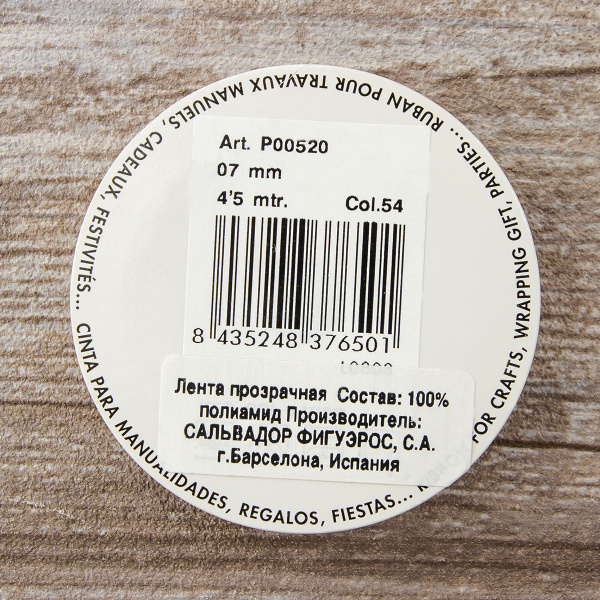 Art. P00520
07 mm
4'5 mtr. Col.54
8 435248 376501
Лента прозрачная Состав: 100%
полиамид Производитель:
САЛЬВАДОР ФИГУЭРОС, С.А.
г.Барселона, Испания
RUBAN POUR TRAVAUX MANUELS, CADEAUX, FESTIVITÉS...
CINTA PARA MANUALIDADES, REGALOS, FIESTAS...
FOR CRAFTS, WRAPPING GIFT, PARTIES...